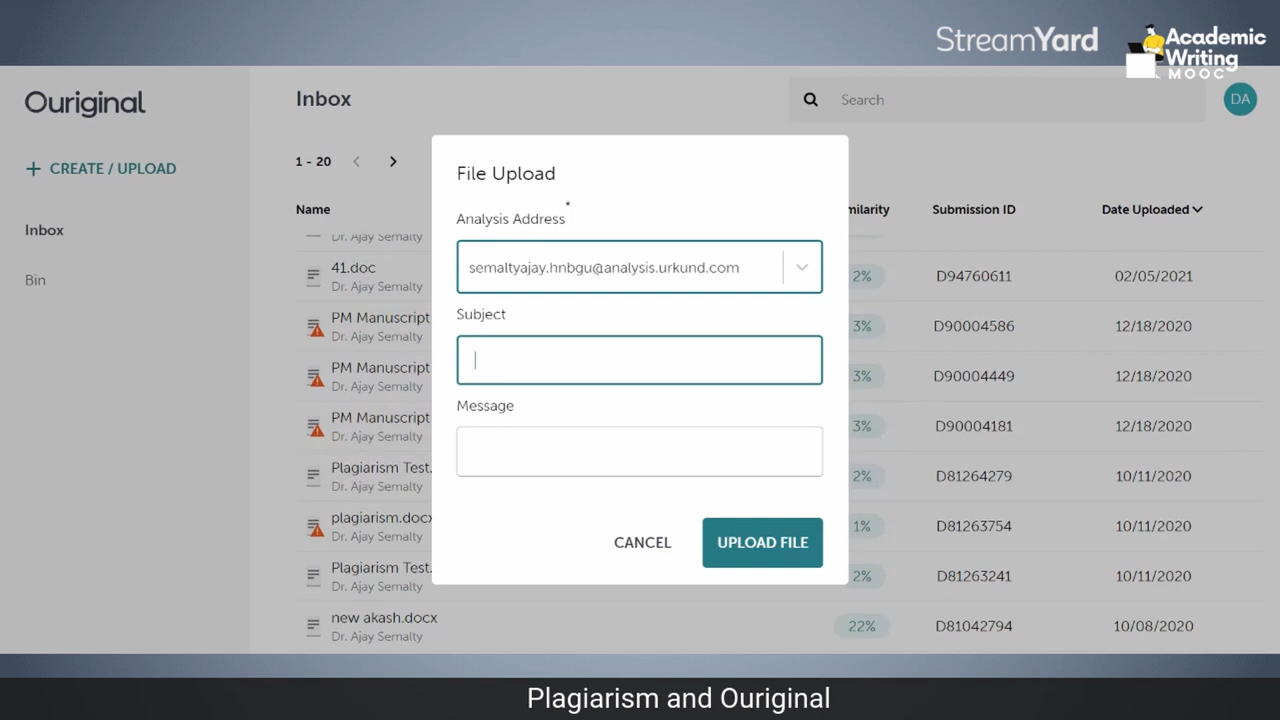 StreamYard
Academic
Writing
MOOC
Ouriginal
Inbox
Search
DA
+ CREATE / UPLOAD
1 - 20
Inbox
Bin
Name
milarity
Submission ID
Date Uploaded
Dr. Ajay Semalty
41.doc
Dr. Ajay Semalty
2%
D94760611
02/05/2021
PM Manuscript
Dr. Ajay Semalty
3%
D90004586
12/18/2020
PM Manuscript
Dr. Ajay Semalty
3%
D90004449
12/18/2020
PM Manuscript
Dr. Ajay Semalty
3%
D90004181
12/18/2020
Plagiarism Test.
Dr. Ajay Semalty
2%
D81264279
10/11/2020
plagiarism.docx
Dr. Ajay Semalty
1%
D81263754
10/11/2020
Plagiarism Test.
Dr. Ajay Semalty
2%
D81263241
10/11/2020
new akash.docx
Dr. Ajay Semalty
22%
D81042794
10/08/2020
File Upload
Analysis Address*
semaltyajay.hnbgu@analysis.urkund.com
Subject
Message
CANCEL
UPLOAD FILE
Plagiarism and Ouriginal